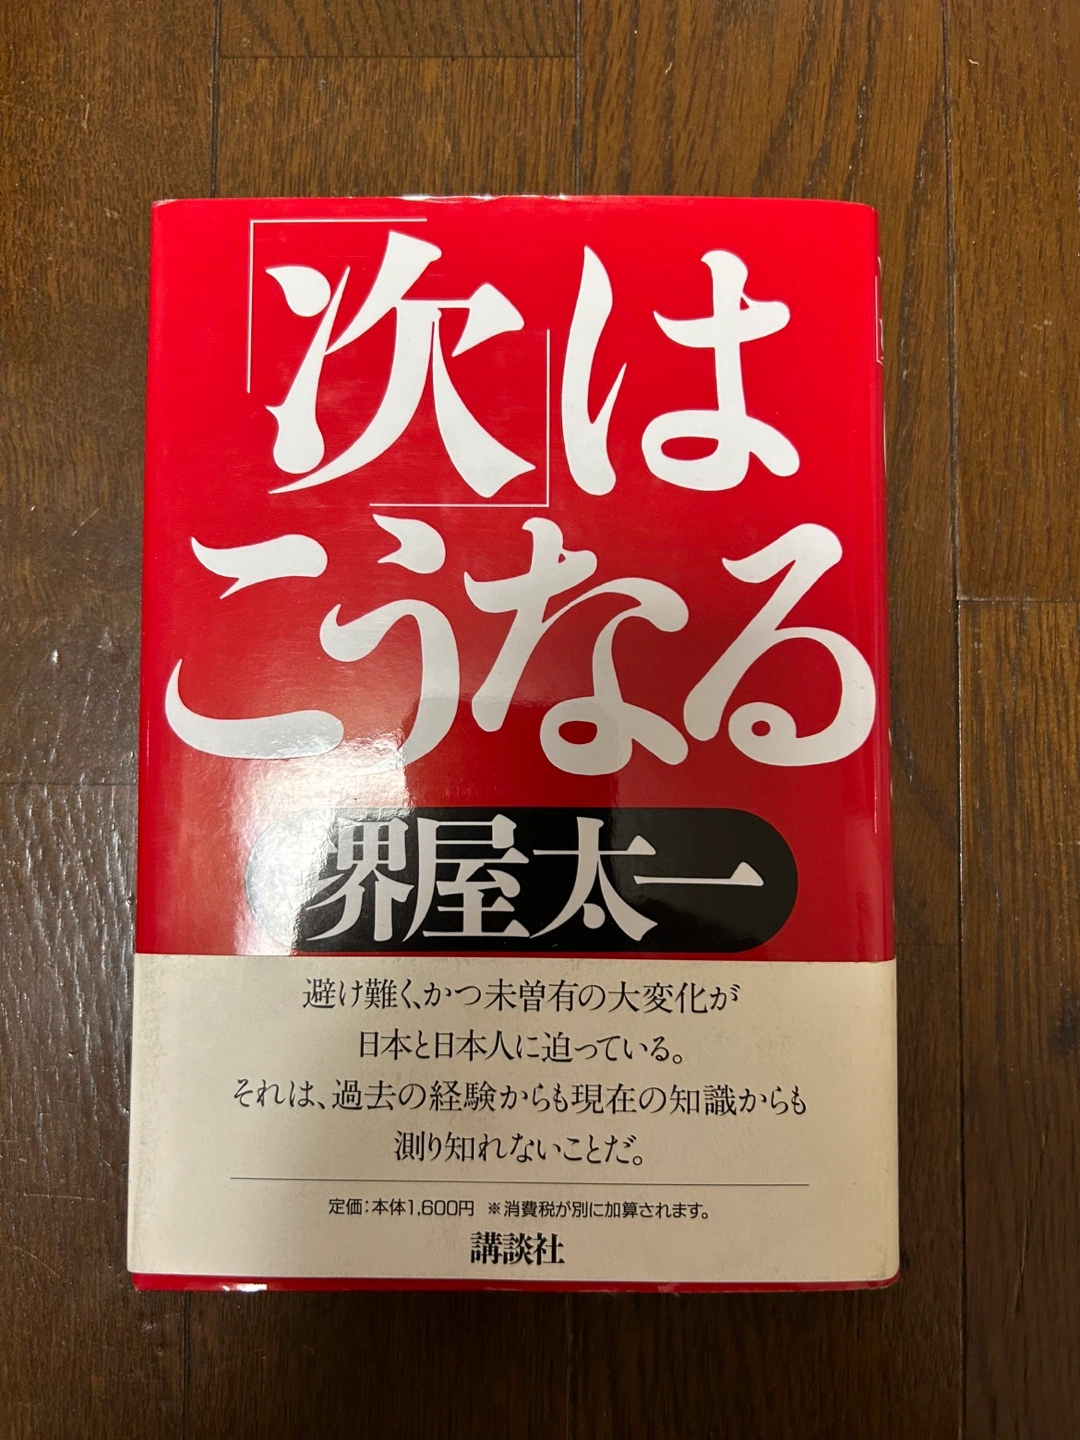 「次」は
こうなる
堺屋太一
避け難く、かつ未曽有の大変化が
日本と日本人に迫っている。
それは、過去の経験からも現在の知識からも
測り知れないことだ。
定価：本体1,600円 ※消費税が別に加算されます。
講談社